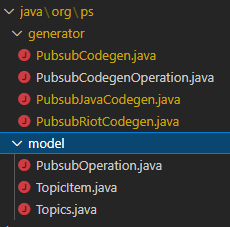 java\org\ps
generator
PubsubCodegen.java
PubsubCodegenOperation.java
PubsubJavaCodegen.java
PubsubRiotCodegen.java
model
PubsubOperation.java
TopicItem.java
Topics.java